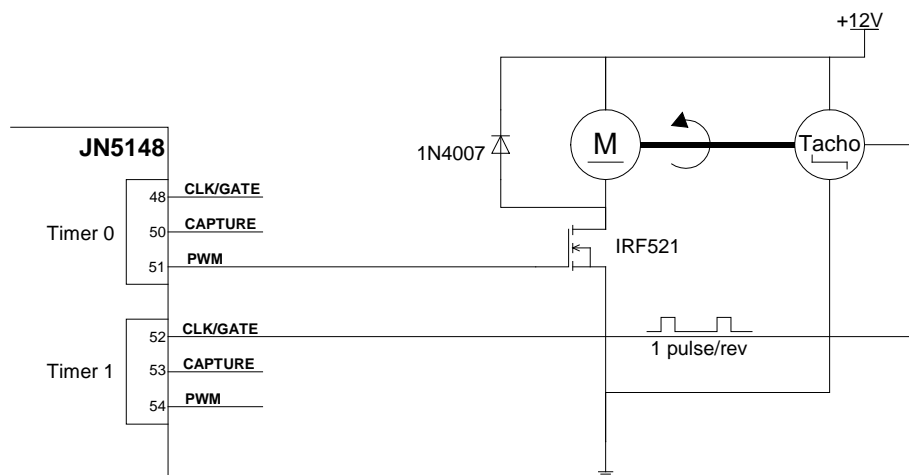 +12V
JN5148
1N4007
M
Tacho
Timer 0
48 CLK/GATE
50 CAPTURE
51 PWM
IRF521
Timer 1
52 CLK/GATE
1 pulse/rev
53 CAPTURE
54 PWM